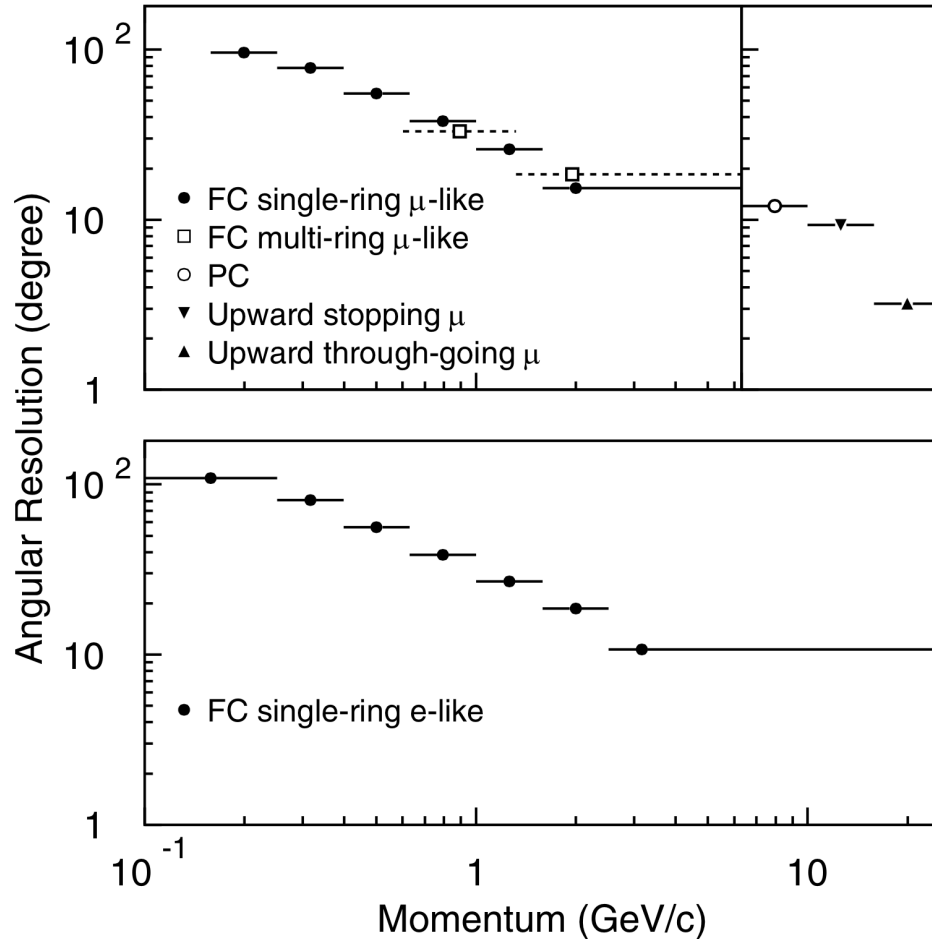 Angular Resolution (degree)
10 2
10
1
FC single-ring μ-like
FC multi-ring μ-like
PC
Upward stopping μ
Upward through-going μ
10 2
10
1
FC single-ring e-like
10 -1
1
10
Momentum (GeV/c)